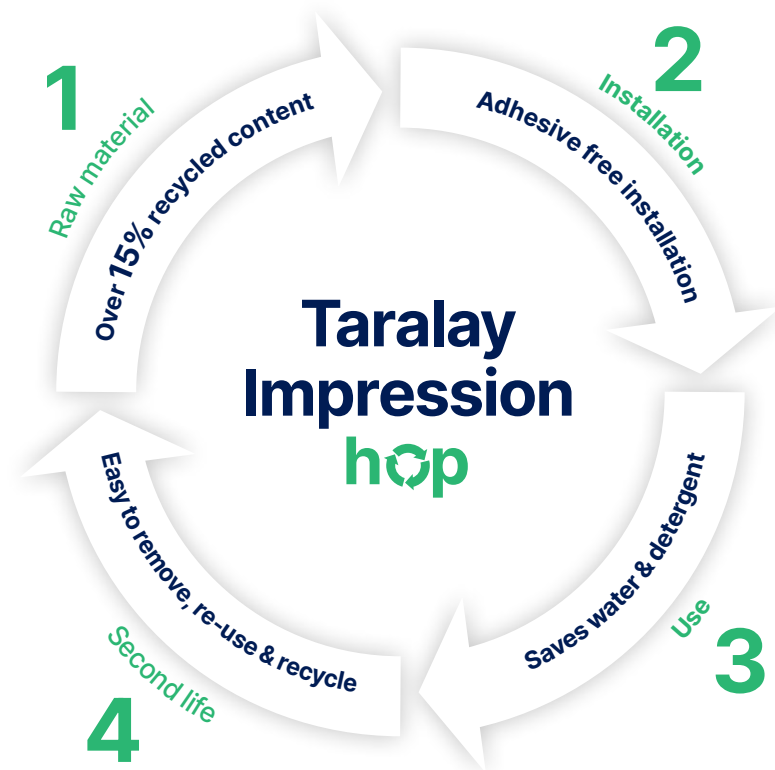 1
Raw material
Over 15% recycled content
2
Installation
Adhesive free installation
Taralay
Impression
hop
3
Use
Saves water & detergent
4
Second life
Easy to remove, re-use & recycle